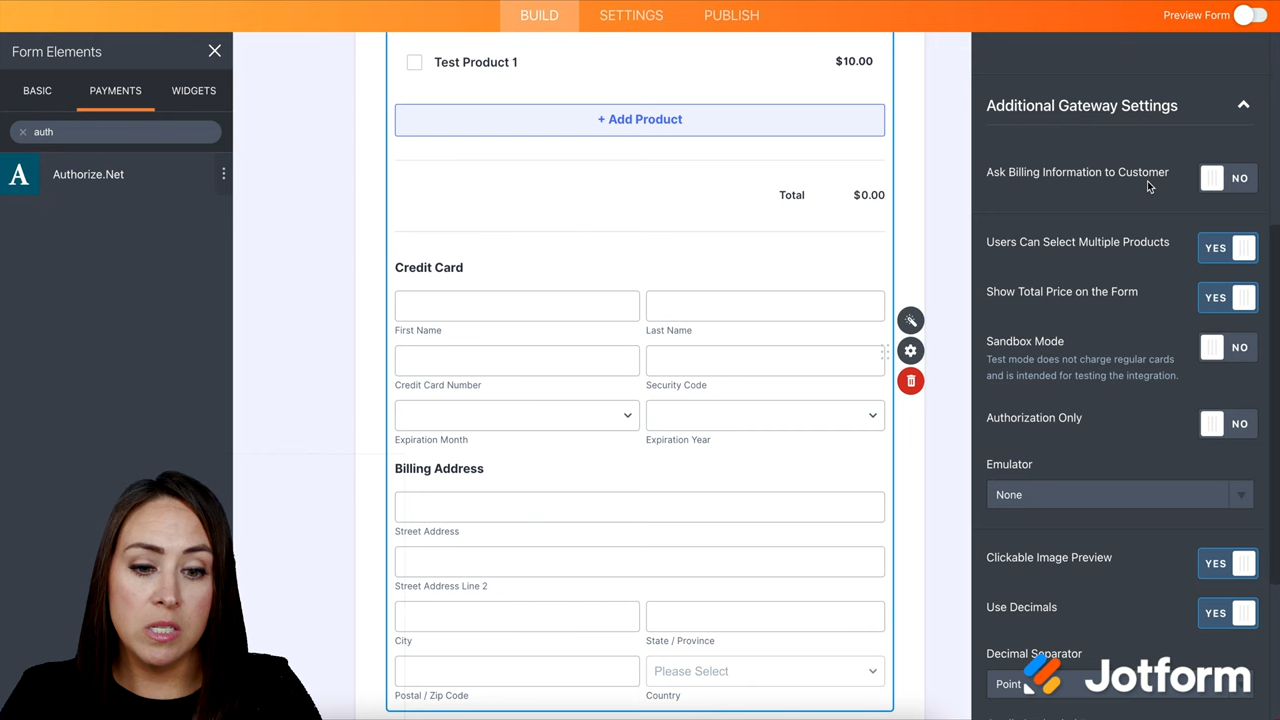 BUILD
SETTINGS
PUBLISH
Preview Form
Form Elements
BASIC
PAYMENTS
WIDGETS
auth
A
Authorize.Net
Test Product 1
$10.00
+ Add Product
Total
$0.00
Credit Card
First Name
Last Name
Credit Card Number
Security Code
Expiration Month
Expiration Year
Billing Address
Street Address
Street Address Line 2
City
State / Province
Please Select
Postal / Zip Code
Country
Additional Gateway Settings
Ask Billing Information to Customer
NO
Users Can Select Multiple Products
YES
Show Total Price on the Form
YES
Sandbox Mode
NO
Test mode does not charge regular cards
and is intended for testing the integration.
Authorization Only
NO
Emulator
None
Clickable Image Preview
YES
Use Decimals
YES
Decimal Separator
Point
Jotform